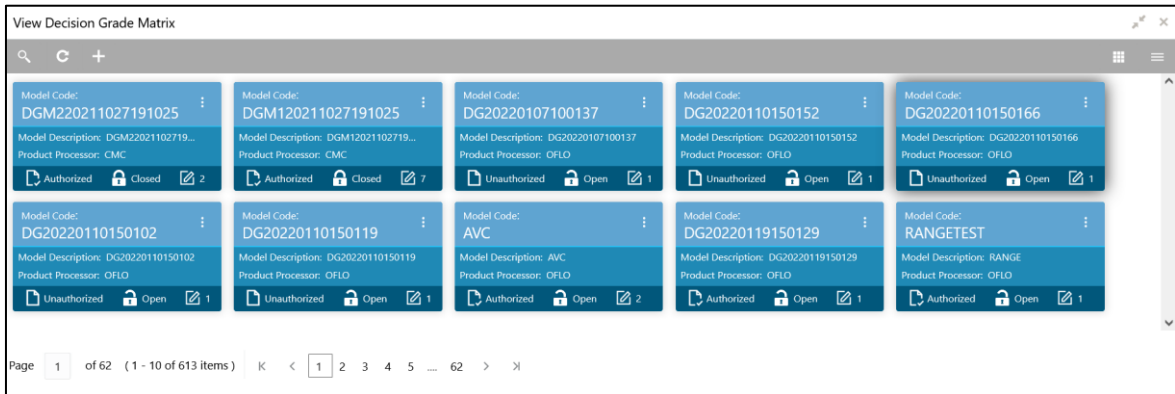 View Decision Grade Matrix
Model Code:
DGM220211027191025
Model Description: DGM22021102719...
Product Processor: CMC
Authorized Closed 2
Model Code:
DGM120211027191025
Model Description: DGM12021102719...
Product Processor: CMC
Authorized Closed 7
Model Code:
DG20220107100137
Model Description: DG20220107100137
Product Processor: OFLO
Unauthorized Open 1
Model Code:
DG20220110150152
Model Description: DG20220110150152
Product Processor: OFLO
Unauthorized Open 1
Model Code:
DG20220110150166
Model Description: DG20220110150166
Product Processor: OFLO
Unauthorized Open 1
Model Code:
DG20220110150102
Model Description: DG20220110150102
Product Processor: OFLO
Unauthorized Open 1
Model Code:
DG20220110150119
Model Description: DG20220110150119
Product Processor: OFLO
Unauthorized Open 1
Model Code:
AVC
Model Description: AVC
Product Processor: OFLO
Authorized Open 2
Model Code:
DG20220119150129
Model Description: DG20220119150129
Product Processor: OFLO
Authorized Open 1
Model Code:
RANGETEST
Model Description: RANGE
Product Processor: OFLO
Authorized Open 1
Page 1 of 62 ( 1 - 10 of 613 items ) 1 2 3 4 5 .... 62